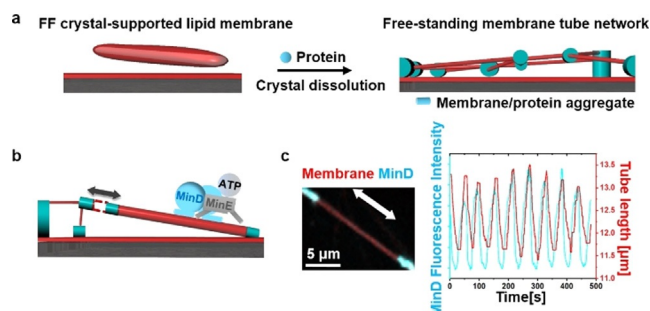 a
FF crystal-supported lipid membrane
Free-standing membrane tube network
Protein
Crystal dissolution
Membrane/protein aggregate
b
MinD
ATP
MinE
c
Membrane MinD
5 µm
MinD Fluorescence Intensity
13.5
13.0
12.5
12.0
11.5
11.0
Tube length [µm]
0 100 200 300 400 500
Time[s]